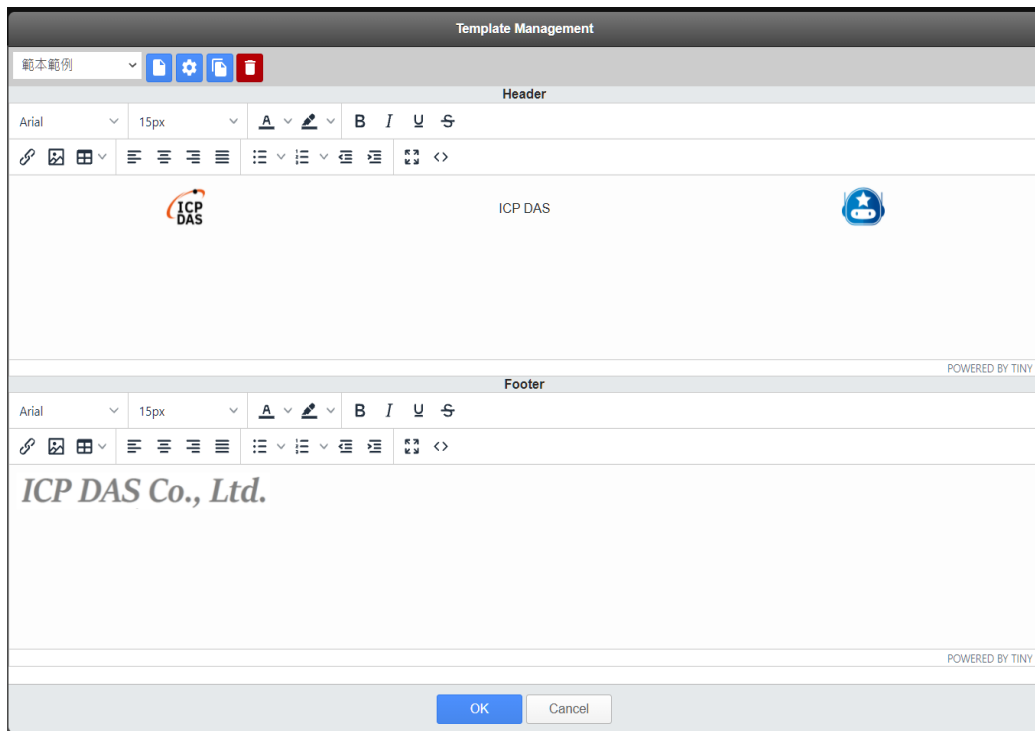 Template Management
範本範例
Header
Arial 15px A B I U S
ICP DAS ICP DAS
POWERED BY TINY
Footer
Arial 15px A B I U S
ICP DAS Co., Ltd.
POWERED BY TINY
OK Cancel